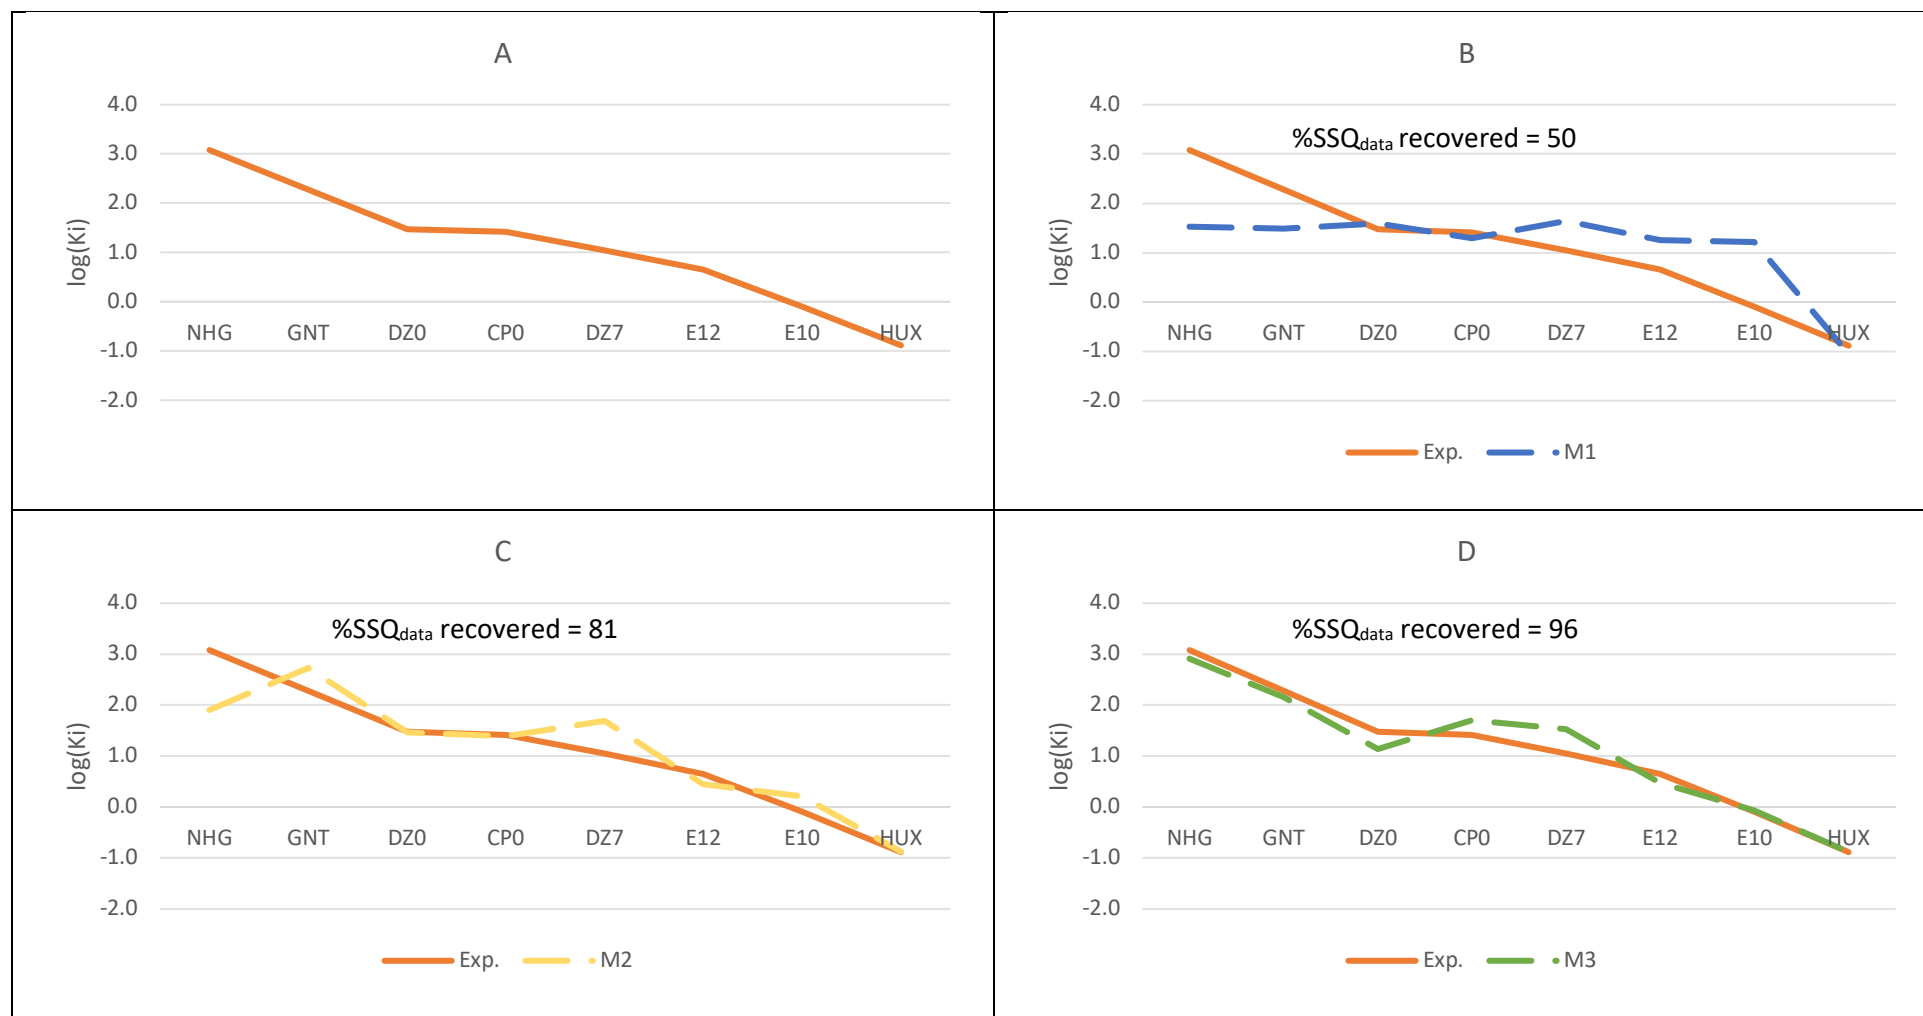 A
4.0
3.0
2.0
1.0
0.0
-1.0
-2.0
log(Ki)
NHG GNT DZ0 CP0 DZ7 E12 E10 HUX
B
%SSQdata recovered = 50
4.0
3.0
2.0
1.0
0.0
-1.0
-2.0
log(Ki)
NHG GNT DZ0 CP0 DZ7 E12 E10 HUX
Exp. M1
C
%SSQdata recovered = 81
4.0
3.0
2.0
1.0
0.0
-1.0
-2.0
log(Ki)
NHG GNT DZ0 CP0 DZ7 E12 E10 HUX
Exp. M2
D
%SSQdata recovered = 96
4.0
3.0
2.0
1.0
0.0
-1.0
-2.0
log(Ki)
NHG GNT DZ0 CP0 DZ7 E12 E10 HUX
Exp. M3